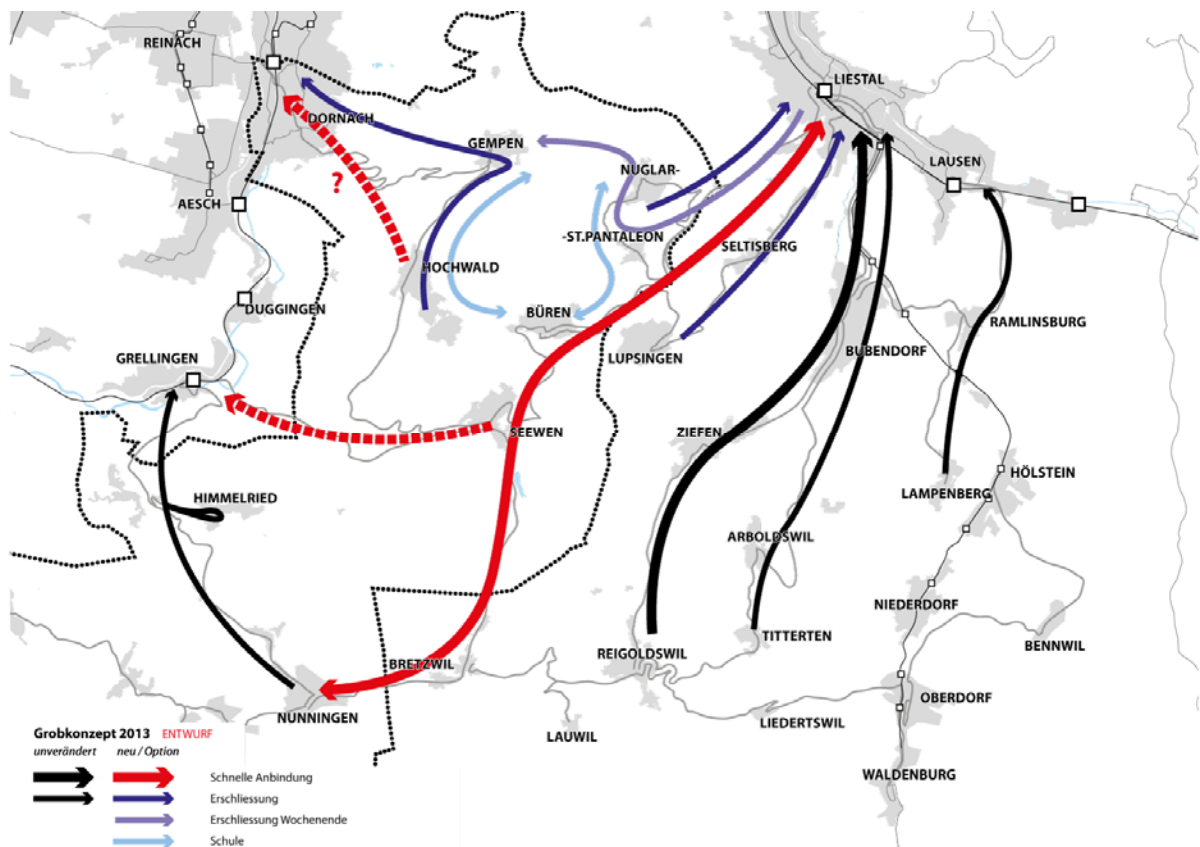 REINACH
DORNACH
LIESTAL
GEMPEN
NUGLAR-
LAUSEN
?
AESCH
-ST.PANTALEON
SELTISBERG
HOCHWALD
DUGGINGEN
BÜREN
RAMLINSBURG
GRELLINGEN
LUPSINGEN
BUBENDORF
SEEWEN
ZIEFEN
HÖLSTEIN
HIMMELRIED
LAMPENBERG
ARBOLDSWIL
NIEDERDORF
TITTERTEN
BENNWIL
REIGOLDSWIL
BRETZWIL
OBERDORF
NUNNINGEN
LIEDERTSWIL
LAUWIL
WALDENBURG
Grobkonzept 2013 ENTWURF
unverändert neu / Option
Schnelle Anbindung
Erschliessung
Erschliessung Wochenende
Schule